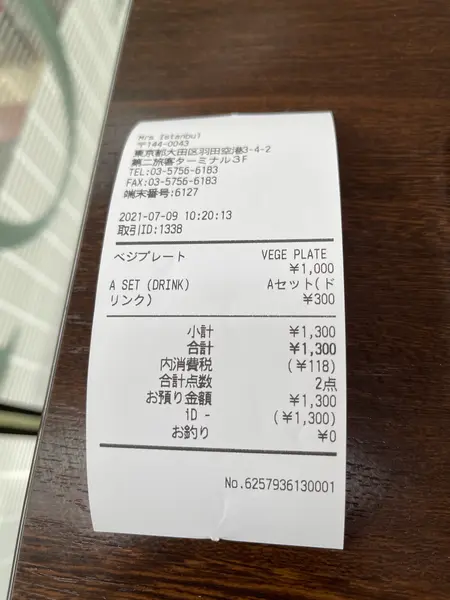 Mrs Istanbul
〒144-0043
東京都大田区羽田空港3-4-2
第二旅客ターミナル3F
TEL:03-5756-6183
FAX:03-5756-6183
端末番号:6127
2021-07-09 10:20:13
取引ID:1338
ベジプレート VEGE PLATE
¥1,000
A SET (DRINK) Aセット(ド
リンク) ¥300
小計 ¥1,300
合計 ¥1,300
内消費税 (¥118)
合計点数 2点
お預り金額 ¥1,300
iD - (¥1,300)
お釣り ¥0
No.6257936130001